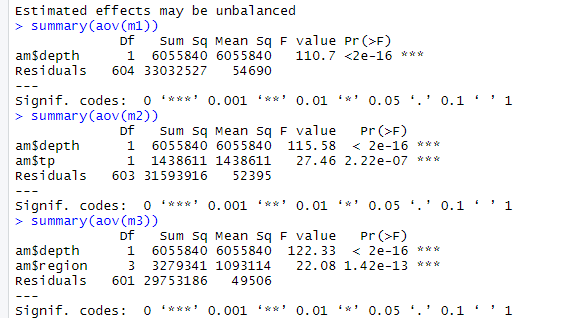 Estimated effects may be unbalanced
> summary(aov(m1))
             Df   Sum Sq Mean Sq F value Pr(>F)
am$depth      1  6055840 6055840   110.7 <2e-16 ***
Residuals   604 33032527   54690
---
Signif. codes:  0 ‘***’ 0.001 ‘**’ 0.01 ‘*’ 0.05 ‘.’ 0.1 ‘ ’ 1
> summary(aov(m2))
             Df   Sum Sq Mean Sq F value   Pr(>F)
am$depth      1  6055840 6055840  115.58  < 2e-16 ***
am$tp         1  1438611 1438611   27.46 2.22e-07 ***
Residuals   603 31593916   52395
---
Signif. codes:  0 ‘***’ 0.001 ‘**’ 0.01 ‘*’ 0.05 ‘.’ 0.1 ‘ ’ 1
> summary(aov(m3))
             Df   Sum Sq Mean Sq F value   Pr(>F)
am$depth      1  6055840 6055840  122.33  < 2e-16 ***
am$region     3  3279341 1093114   22.08 1.42e-13 ***
Residuals   601 29753186   49506
---
Signif. codes:  0 ‘***’ 0.001 ‘**’ 0.01 ‘*’ 0.05 ‘.’ 0.1 ‘ ’ 1